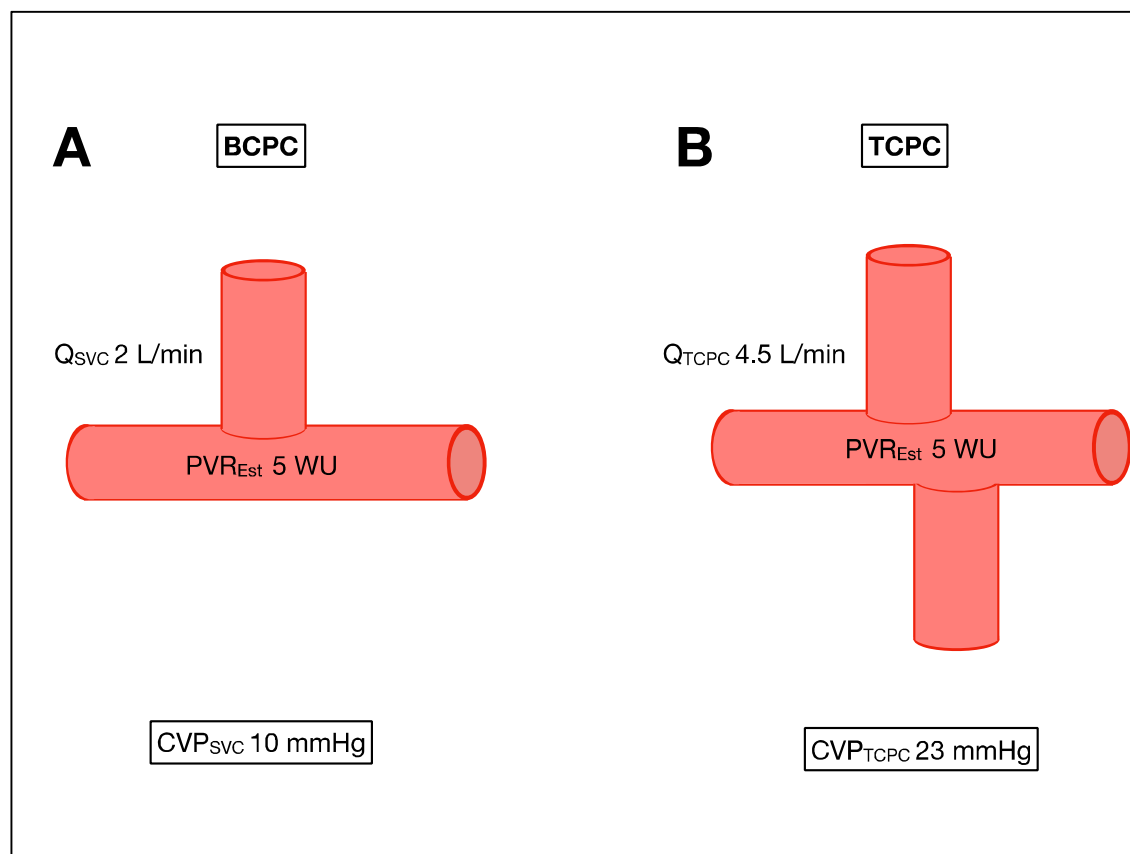 A
BCPC
B
TCPC
QSVC 2 L/min
QTCPC 4.5 L/min
PVREst 5 WU
PVREst 5 WU
CVPSVC 10 mmHg
CVPTCPC 23 mmHg